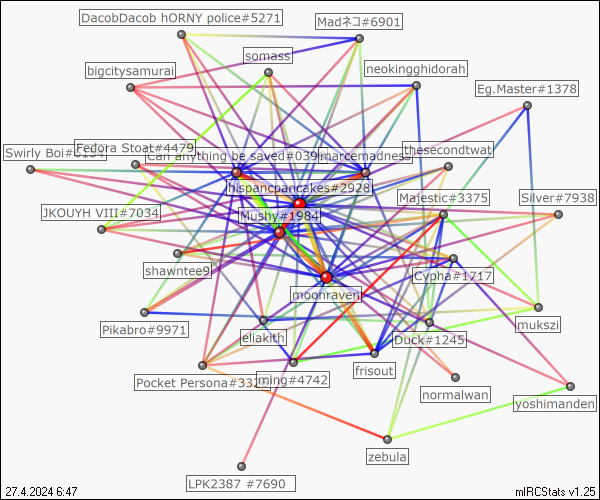 DacobDacob hORNY police#5271
Madネコ#6901
somass
bigcitysamurai
neokingghidorah
Eg.Master#1378
Fedora Stoat#4479
Swirly Boi#
Can anything be saved#039
marcemadness
thesecondtwat
hispancpancakes#2928
Majestic#3375
Silver#7938
JKOUYH VIII#7034
Mushy#1984
shawntee9
Cypha#1717
moonraven
Pikabro#9971
eliakith
Duck#1245
mukszi
Pocket Persona#332
ming#4742
frisout
normalwan
yoshimanden
zebula
LPK2387 #7690
27.4.2024 6:47
mIRCStats v1.25